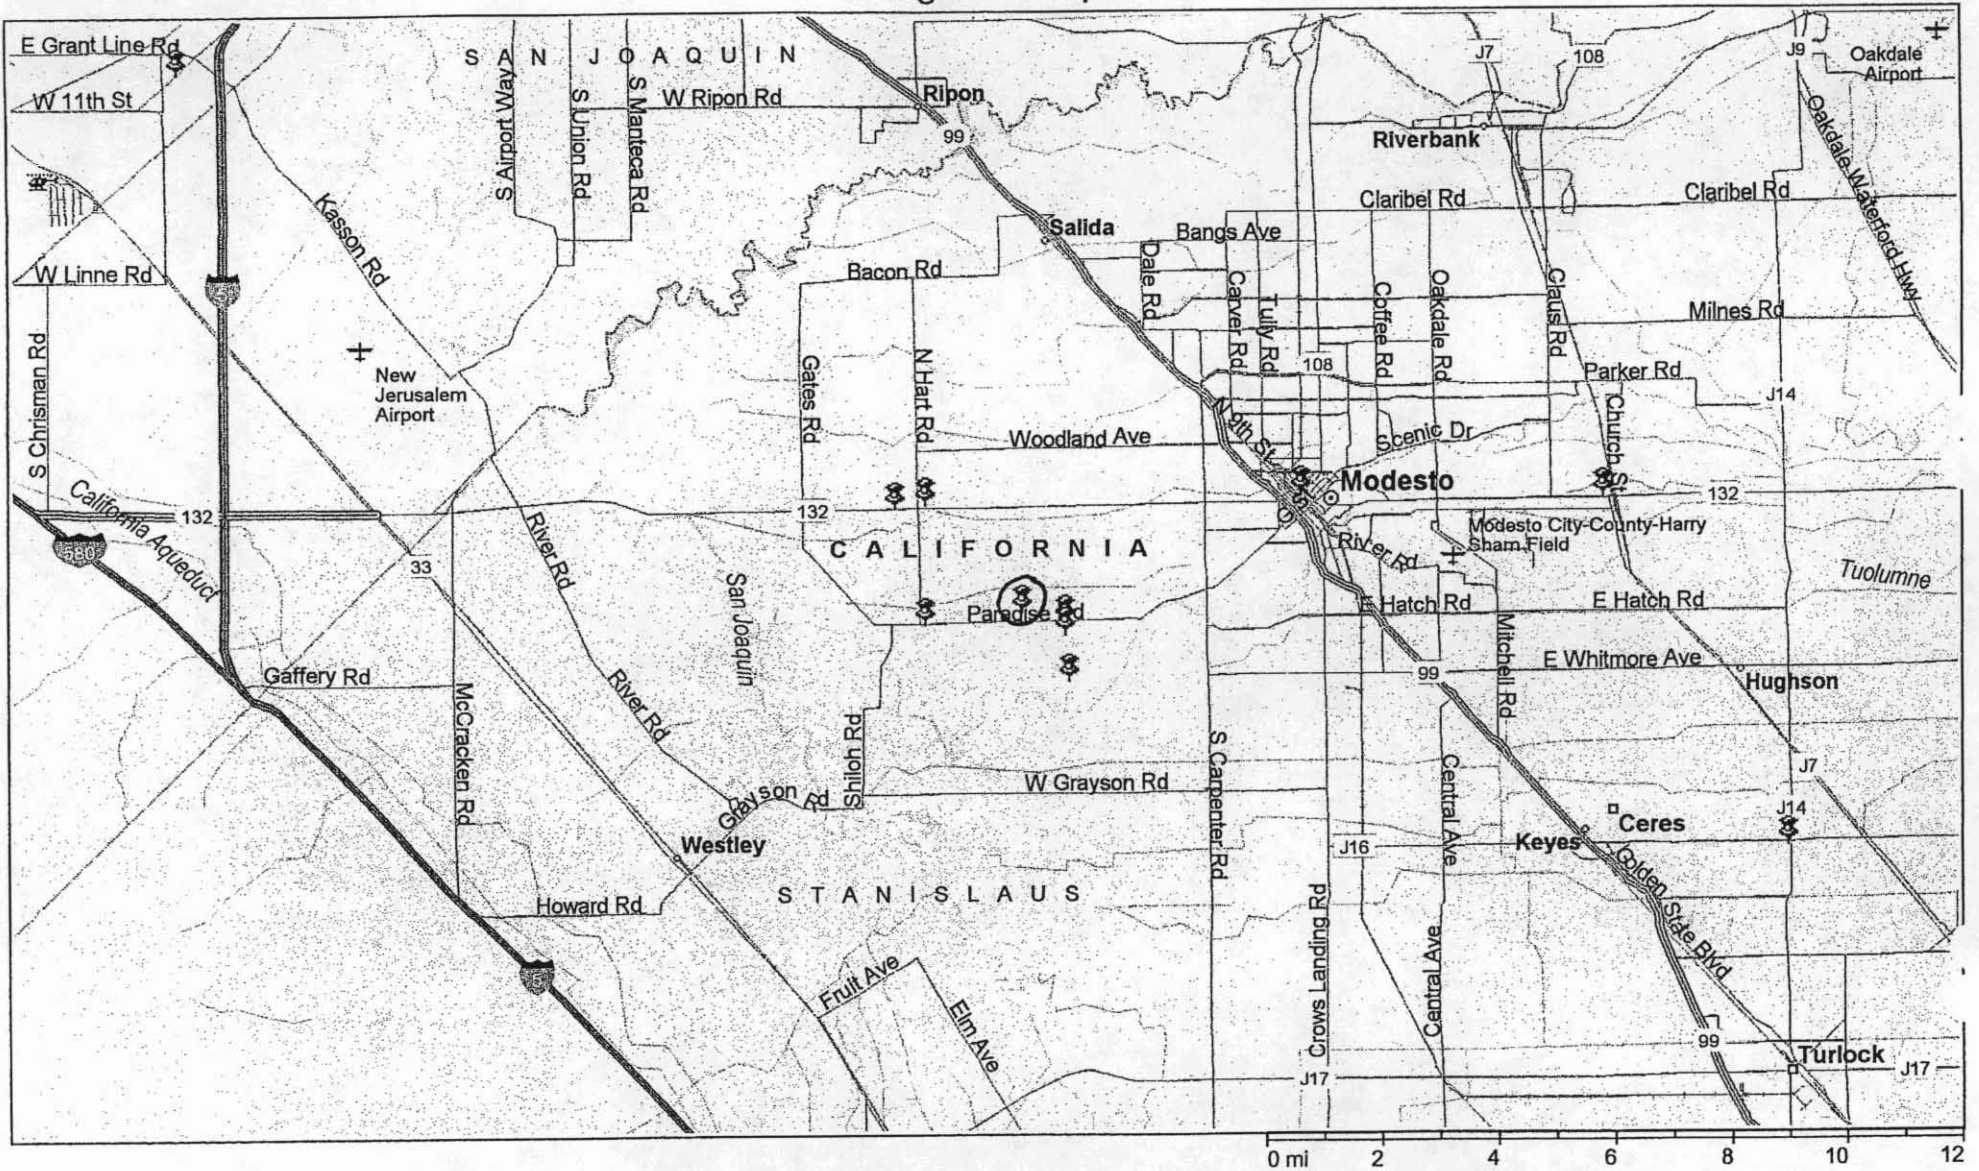 E Grant Line Rd
SAN JOAQUIN
J7
108
J9
Oakdale
Airport
W 11th St
S Airport Way
S Union Rd
S Manteca Rd
W Ripon Rd
Ripon
99
Riverbank
Oakdale Waterford Hwy
Kasson Rd
Claribel Rd
Claribel Rd
Salida
Bangs Ave
W Linne Rd
5
Bacon Rd
Dale Rd
Carver Rd
Tully Rd
Coffee Rd
Oakdale Rd
Claus Rd
Milnes Rd
S Chrisman Rd
New
Jerusalem
Airport
Gates Rd
N Hart Rd
108
Parker Rd
J14
Church St
N 9th St
Woodland Ave
Scenic Dr
Modesto
California Aqueduct
132
132
132
580
CALIFORNIA
Modesto City-County-Harry
Sham Field
33
River Rd
River Rd
San Joaquin
Paradise Rd
E Hatch Rd
E Hatch Rd
Tuolumne
Mitchell Rd
E Whitmore Ave
99
Hughson
Gaffery Rd
McCracken Rd
River Rd
Shiloh Rd
S Carpenter Rd
W Grayson Rd
Grayson Rd
Central Ave
J7
J14
Ceres
Keyes
J16
Westley
Golden State Blvd
STANISLAUS
Howard Rd
Crows Landing Rd
Central Ave
5
Fruit Ave
Elm Ave
99
Turlock
J17
J17
0 mi 2 4 6 8 10 12